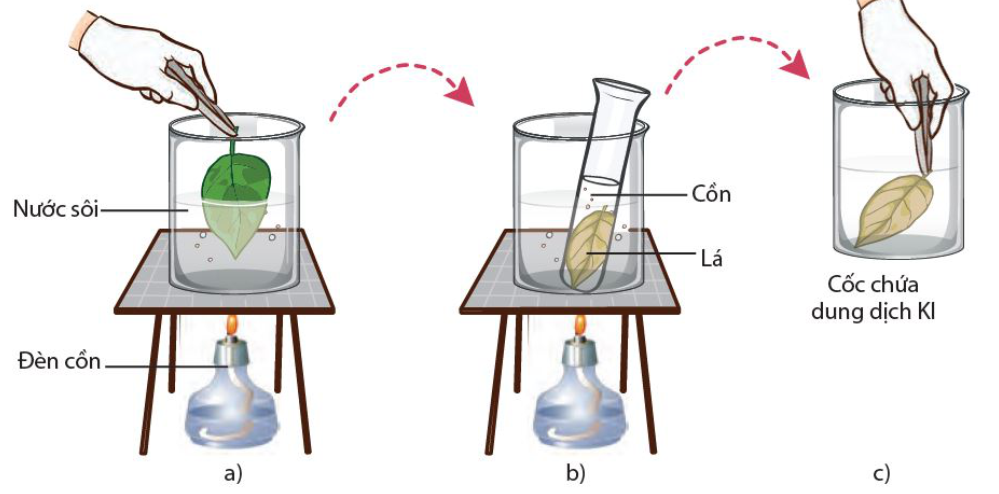 Nước sôi
Đèn cồn
a)
Cồn
Lá
b)
Cốc chứa
dung dịch KI
c)